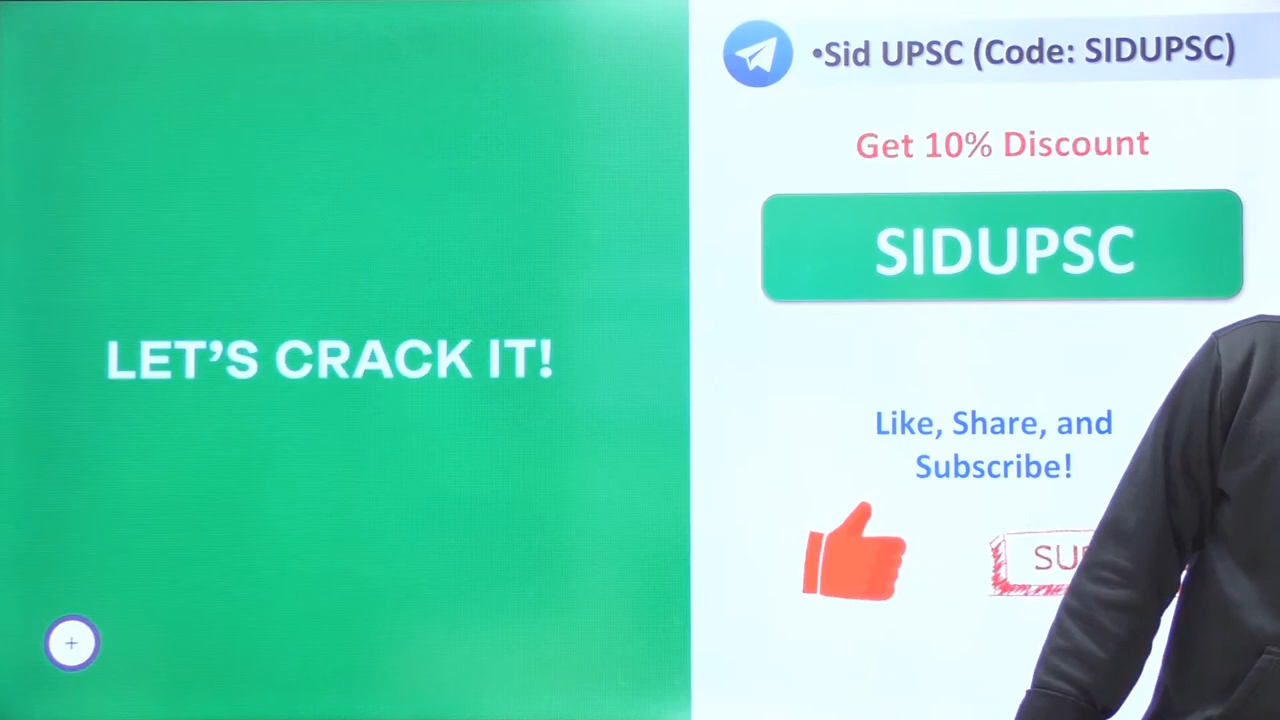 LET'S CRACK IT!
•Sid UPSC (Code: SIDUPSC)
Get 10% Discount
SIDUPSC
Like, Share, and
Subscribe!